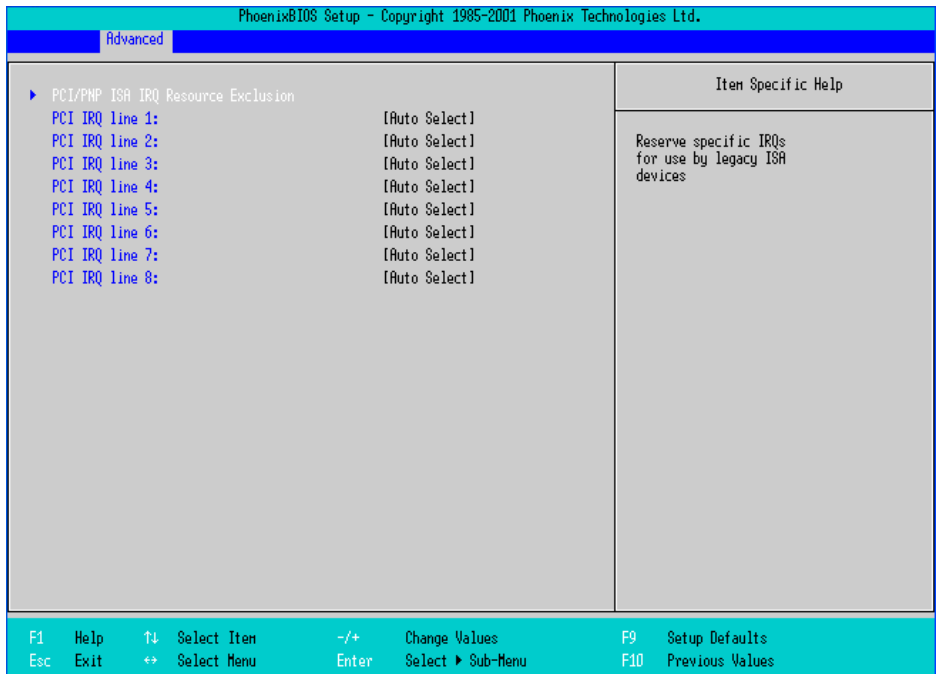 PhoenixBIOS Setup - Copyright 1985-2001 Phoenix Technologies Ltd.
Advanced
PCI/PNP ISA IRQ Resource Exclusion
PCI IRQ line 1: [Auto Select]
PCI IRQ line 2: [Auto Select]
PCI IRQ line 3: [Auto Select]
PCI IRQ line 4: [Auto Select]
PCI IRQ line 5: [Auto Select]
PCI IRQ line 6: [Auto Select]
PCI IRQ line 7: [Auto Select]
PCI IRQ line 8: [Auto Select]
Item Specific Help
Reserve specific IRQs
for use by legacy ISA
devices
F1 Help ↑↓ Select Item -/+ Change Values F9 Setup Defaults
Esc Exit ↔ Select Menu Enter Select ▶ Sub-Menu F10 Previous Values